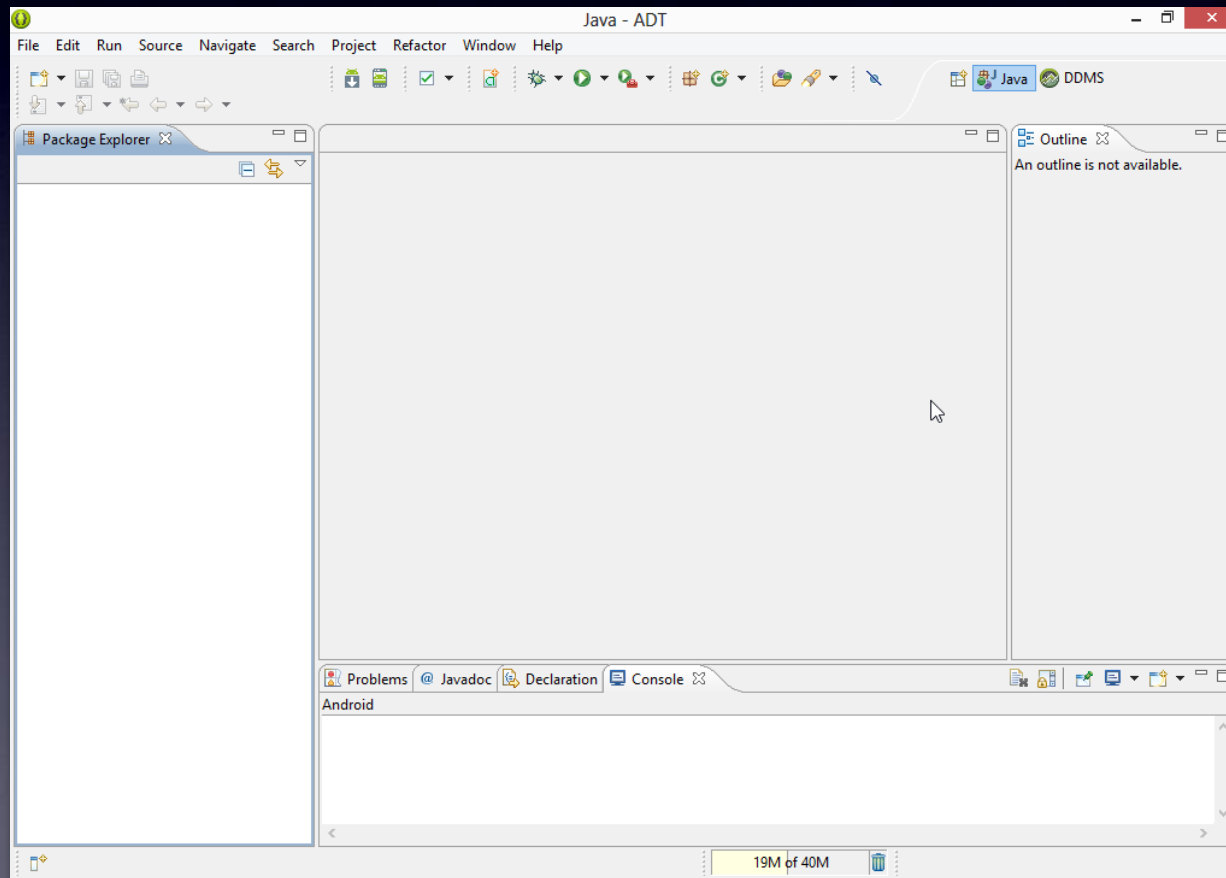 Java - ADT
File Edit Run Source Navigate Search Project Refactor Window Help
Java DDMS
Package Explorer
Outline
An outline is not available.
Problems @ Javadoc Declaration Console
Android
19M of 40M